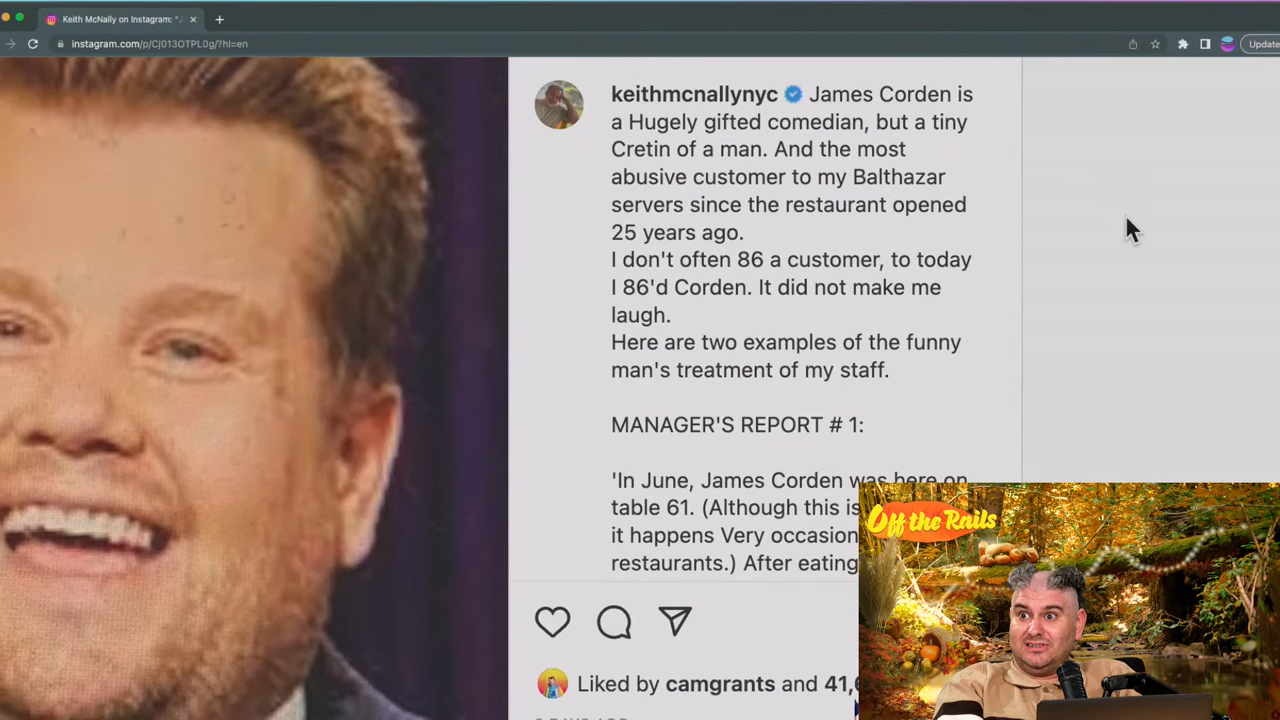 Keith McNally on Instagram: "J
instagram.com/p/Cj013OTPL0g/?hl=en
Update
keithmcnallynyc James Corden is
a Hugely gifted comedian, but a tiny
Cretin of a man. And the most
abusive customer to my Balthazar
servers since the restaurant opened
25 years ago.
I don't often 86 a customer, to today
I 86'd Corden. It did not make me
laugh.
Here are two examples of the funny
man's treatment of my staff.
MANAGER'S REPORT # 1:
'In June, James Corden was here on
table 61. (Although this is
it happens Very occasion
restaurants.) After eating
Off the Rails
Liked by camgrants and 41,